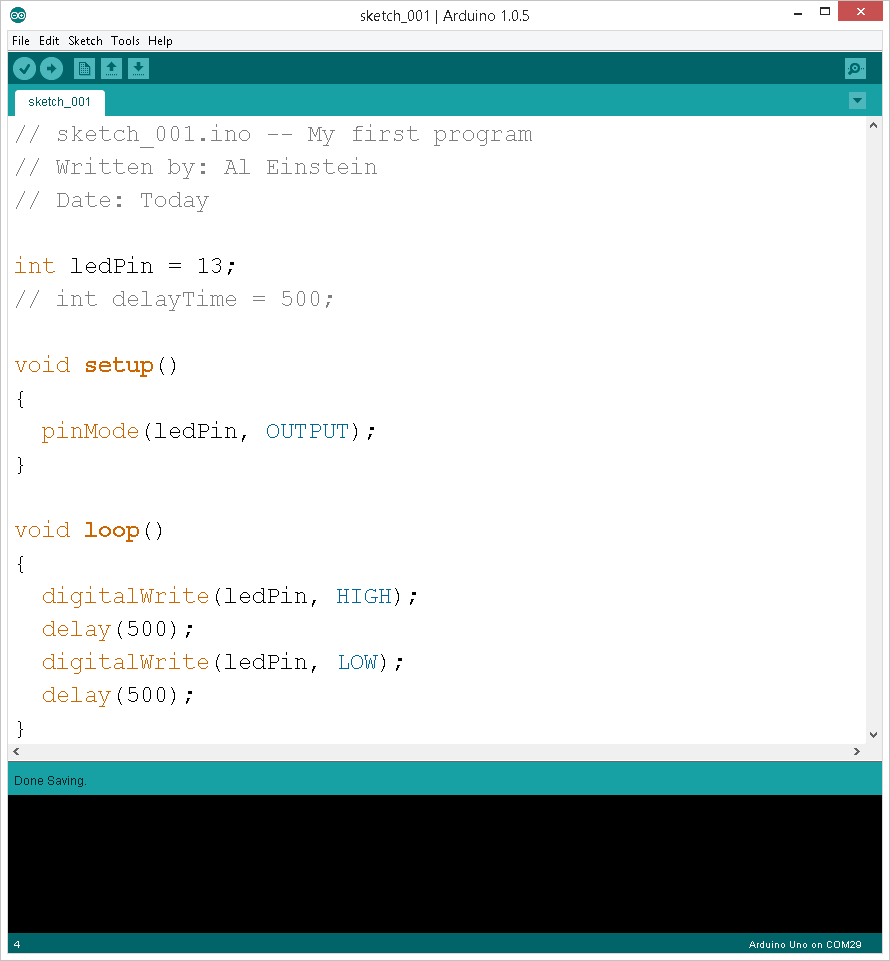 sketch_001 | Arduino 1.0.5
File Edit Sketch Tools Help
sketch_001
// sketch_001.ino -- My first program
// Written by: Al Einstein
// Date: Today
int ledPin = 13;
// int delayTime = 500;
void setup()
{
  pinMode(ledPin, OUTPUT);
}
void loop()
{
  digitalWrite(ledPin, HIGH);
  delay(500);
  digitalWrite(ledPin, LOW);
  delay(500);
}
Done Saving.
4 Arduino Uno on COM29